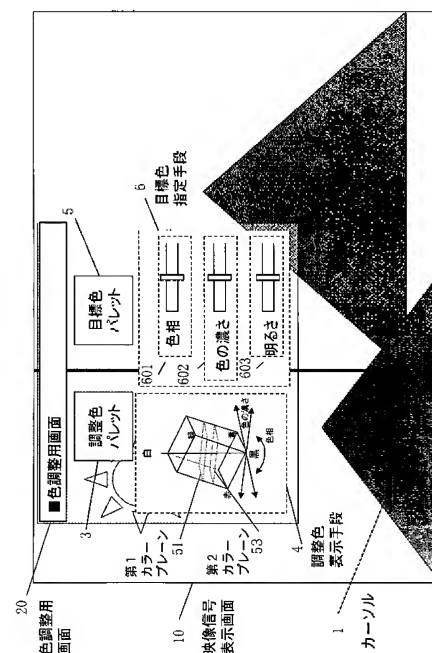 20
色調整用
画面
■色調整用画面
3
調整色
パレット
5
目標色
パレット
6
目標色
指定手段
601
色相
602
色の濃さ
603
明るさ
白
緑
青
赤
黒
色の濃さ
色相
第1
カラー
プレーン
51
第2
カラー
プレーン
53
4
調整色
表示手段
10
映像信号
表示画面
1
カーソル